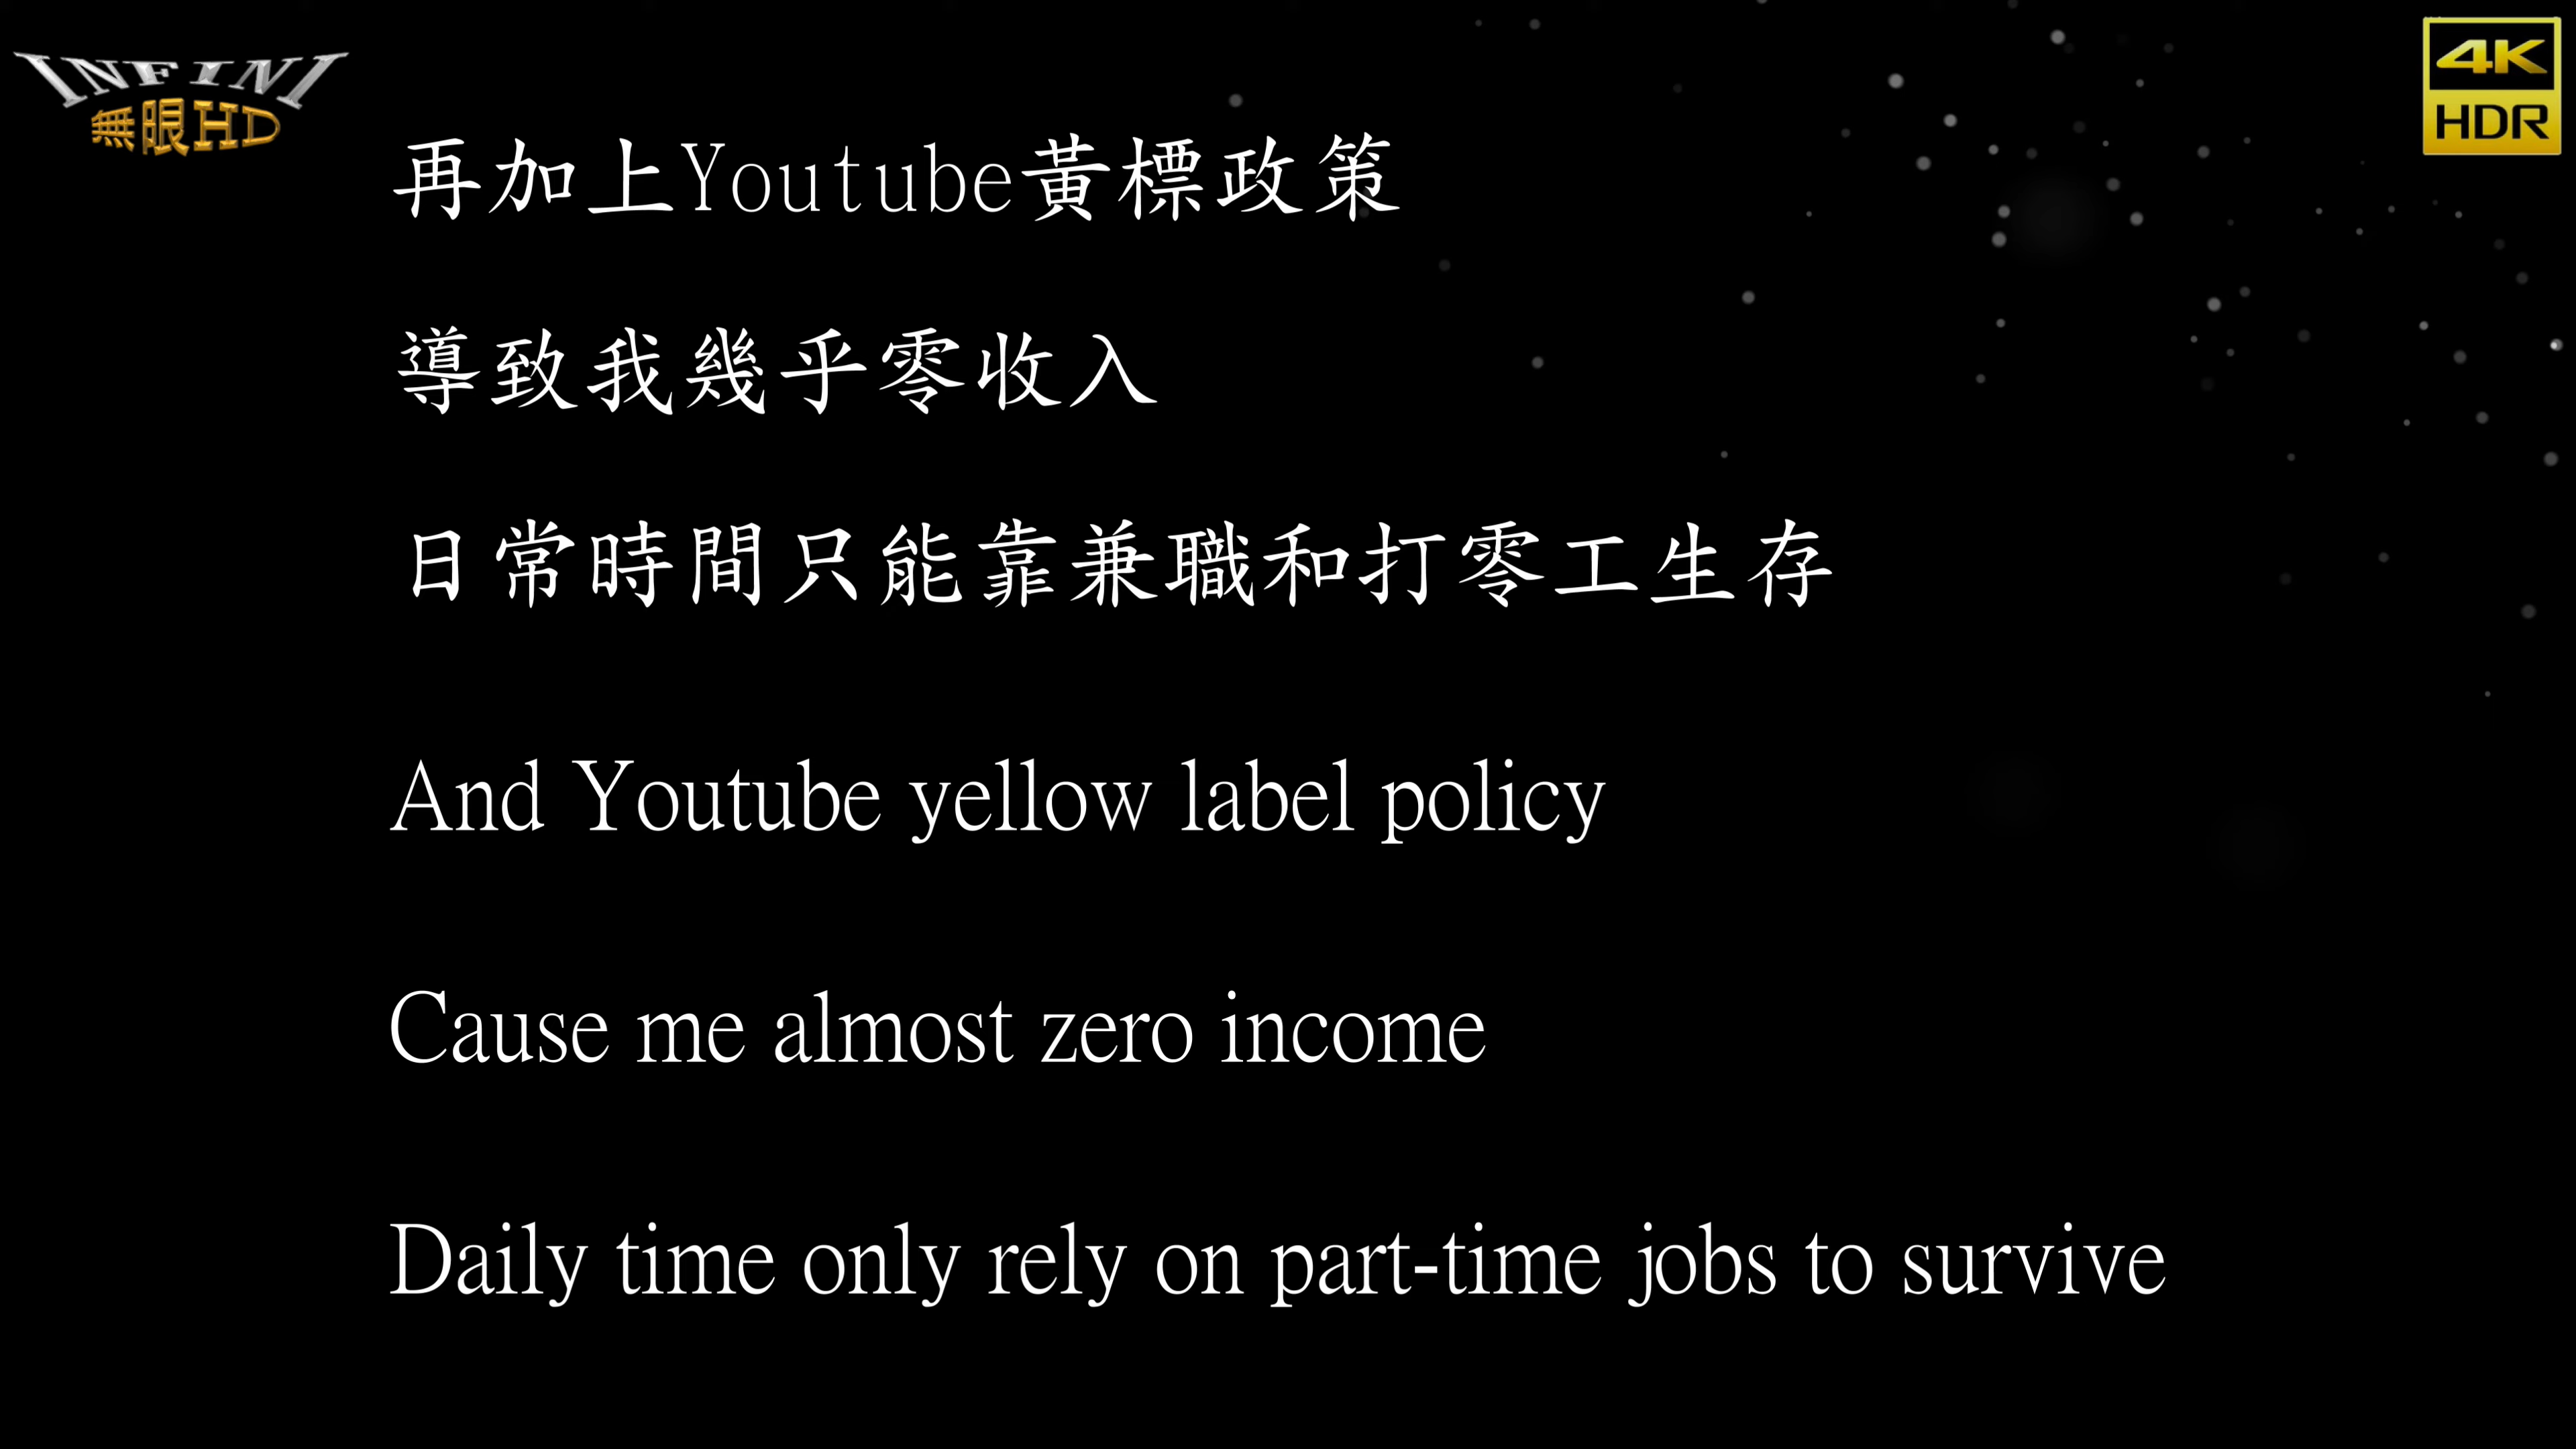 INFINI
無限HD
4K
HDR
再加上Youtube黃標政策
導致我幾乎零收入
日常時間只能靠兼職和打零工生存
And Youtube yellow label policy
Cause me almost zero income
Daily time only rely on part-time jobs to survive